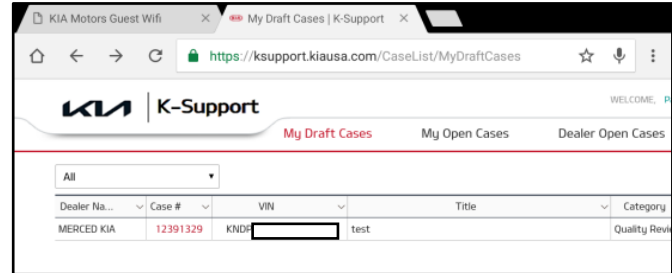 KIA Motors Guest Wifi
My Draft Cases | K-Support
https://ksupport.kiausa.com/CaseList/MyDraftCases
KIA K-Support
WELCOME,
My Draft Cases My Open Cases Dealer Open Cases
All
Dealer Na... Case # VIN Title Category
MERCED KIA 12391329 KNDP test Quality Revie